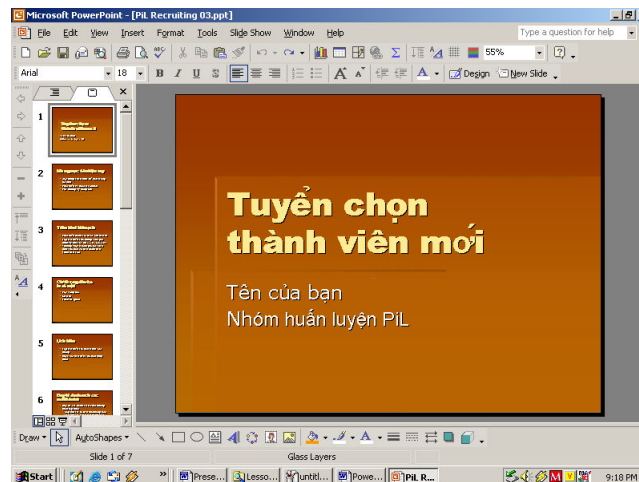 Microsoft PowerPoint - [PiL Recruiting 03.ppt]
File Edit View Insert Format Tools Slide Show Window Help
Type a question for help
55%
Arial 18 B I U S A A A Design New Slide
1
2
3
4
5
6
Tuyển chọn
thành viên mới
Tên của bạn
Nhóm huấn luyện PiL
Draw AutoShapes
Slide 1 of 7 Glass Layers
Start Prese... Lesso... untitl... Powe... PiL R... 9:18 PM